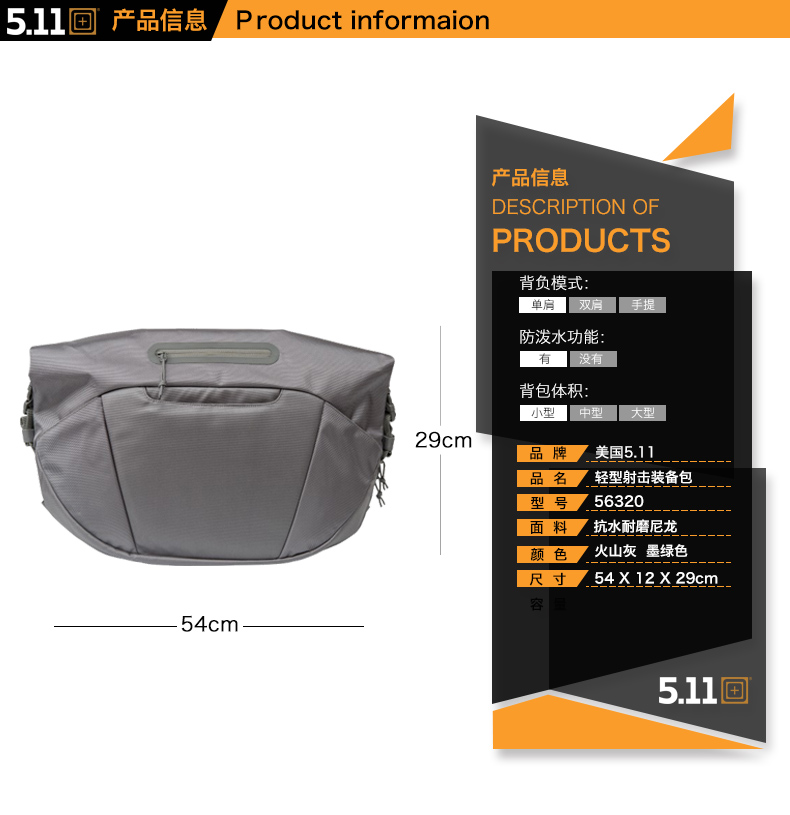 5.11 产品信息 Product informaion
产品信息
DESCRIPTION OF
PRODUCTS
背负模式：
单肩 双肩 手提
防泼水功能：
有 没有
背包体积：
小型 中型 大型
品 牌 美国5.11
品 名 轻型射击装备包
型 号 56320
面 料 抗水耐磨尼龙
颜 色 火山灰 墨绿色
尺 寸 54 X 12 X 29cm
容
29cm
54cm
5.11